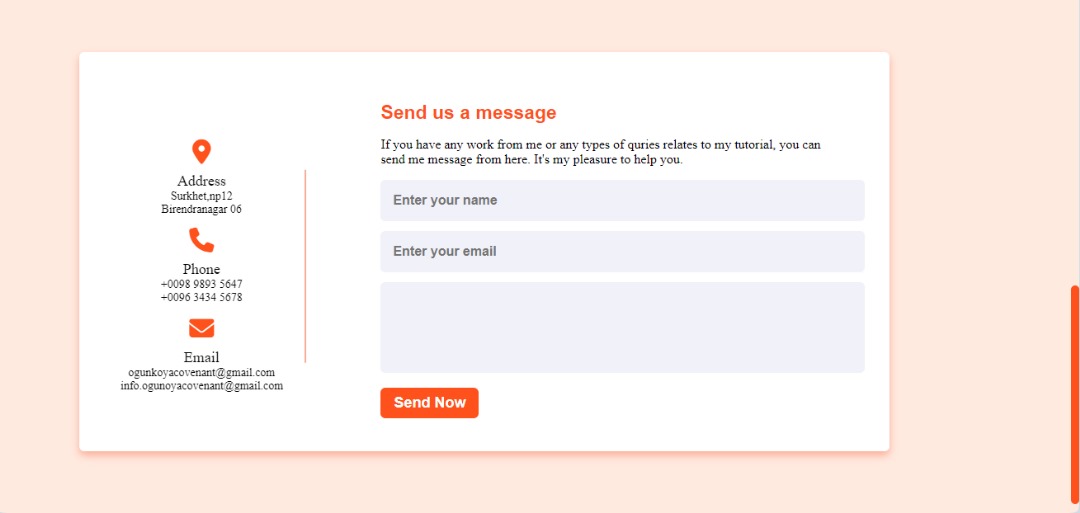 Address
Surkhet,np12
Birendranagar 06
Phone
+0098 9893 5647
+0096 3434 5678
Email
ogunkoyacovenant@gmail.com
info.ogunoyacovenant@gmail.com
Send us a message
If you have any work from me or any types of quries relates to my tutorial, you can
send me message from here. It's my pleasure to help you.
Enter your name
Enter your email
Send Now